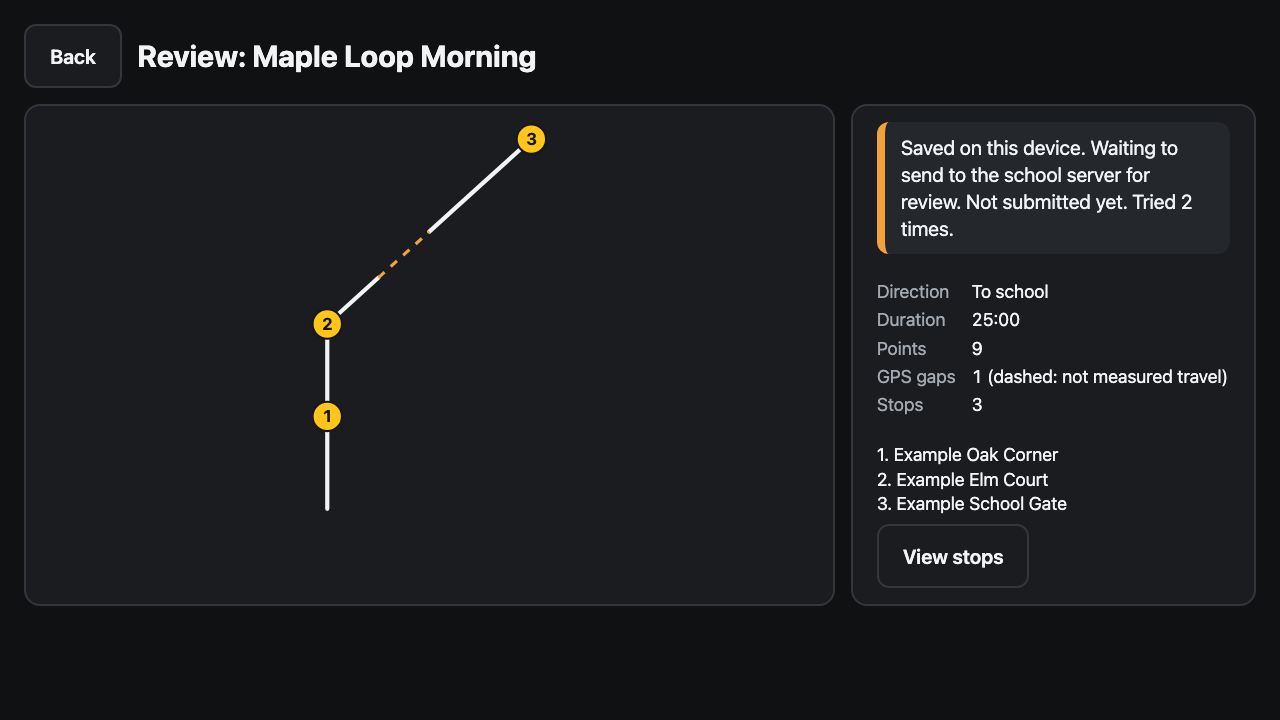 Back
Review: Maple Loop Morning
3
2
1
Saved on this device. Waiting to
send to the school server for
review. Not submitted yet. Tried 2
times.
Direction To school
Duration 25:00
Points 9
GPS gaps 1 (dashed: not measured travel)
Stops 3
1. Example Oak Corner
2. Example Elm Court
3. Example School Gate
View stops